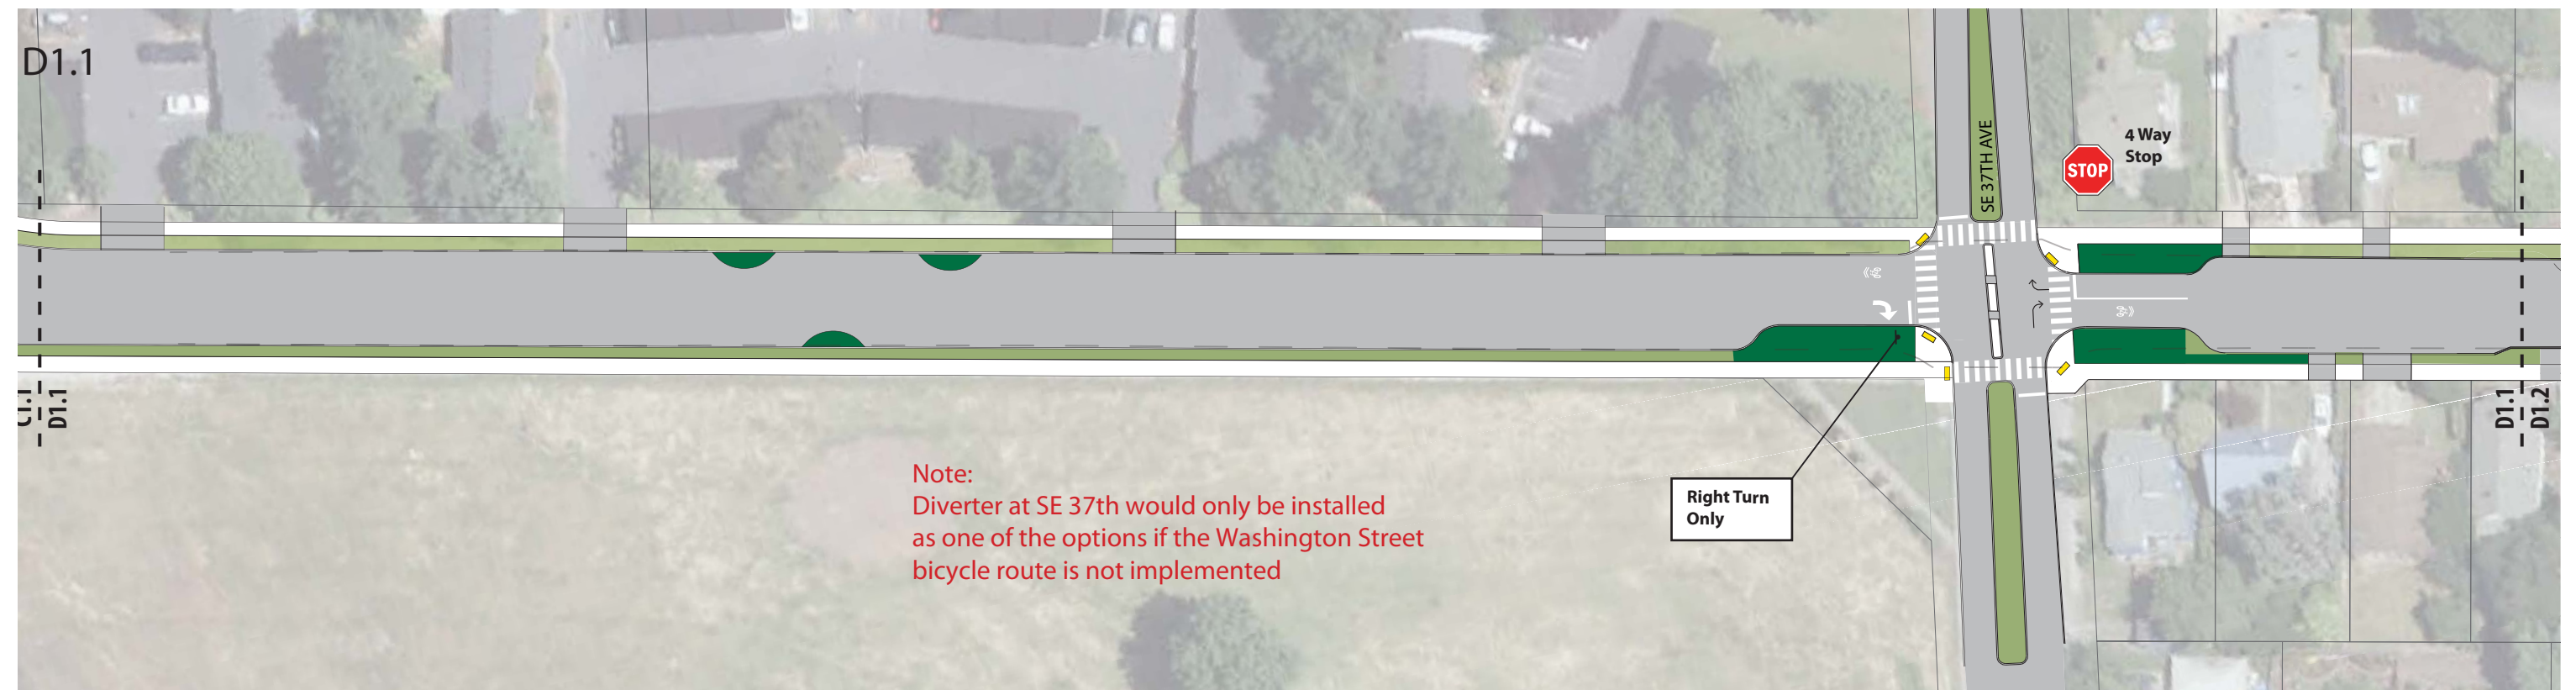 D1.1
SE 37TH AVE
4 Way
Stop
STOP
C1.1
D1.1
D1.1
D1.2
Note:
Diverter at SE 37th would only be installed
as one of the options if the Washington Street
bicycle route is not implemented
Right Turn
Only